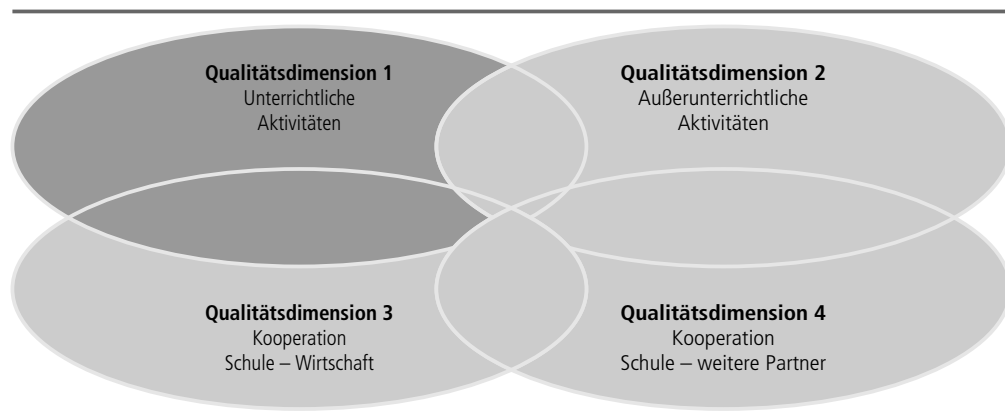 Qualitätsdimension 1
Unterrichtliche
Aktivitäten
Qualitätsdimension 2
Außerunterrichtliche
Aktivitäten
Qualitätsdimension 3
Kooperation
Schule – Wirtschaft
Qualitätsdimension 4
Kooperation
Schule – weitere Partner